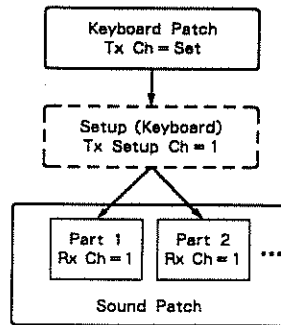 Keyboard Patch
Tx Ch = Set
Setup (Keyboard)
Tx Setup Ch = 1
Part 1
Rx Ch = 1
Part 2
Rx Ch = 1
...
Sound Patch